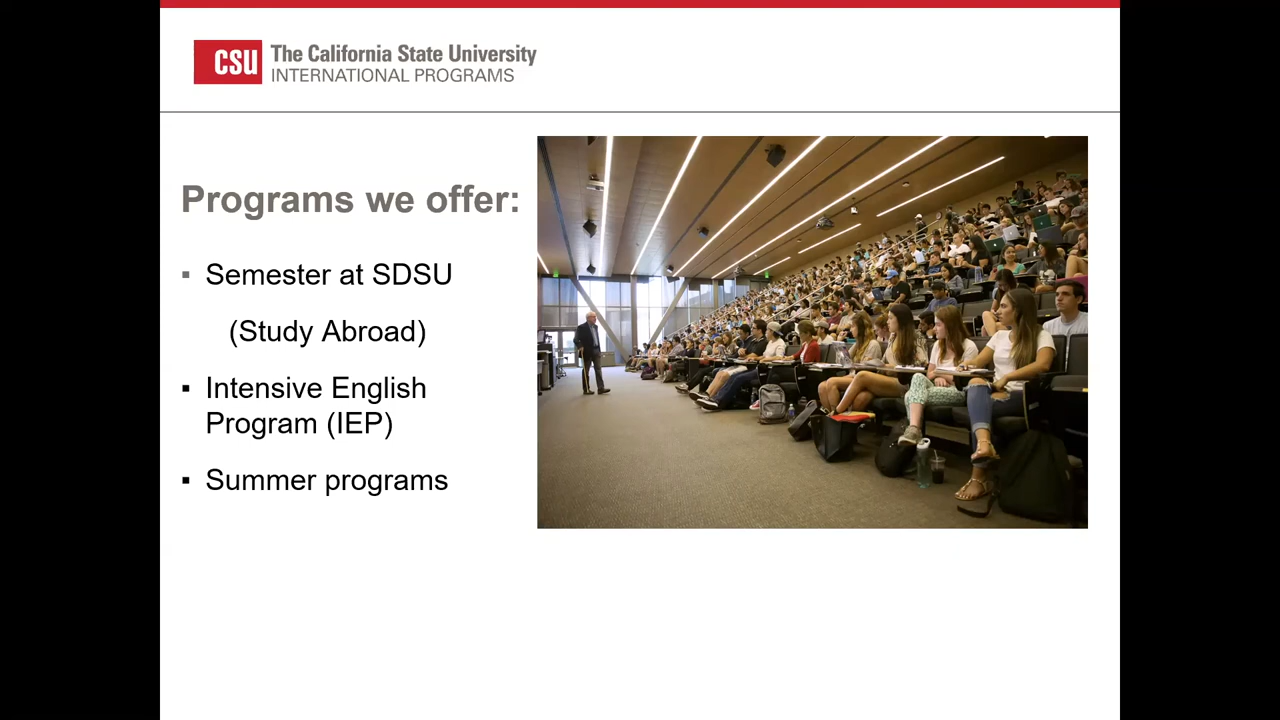 CSU
The California State University
INTERNATIONAL PROGRAMS
Programs we offer:
▪ Semester at SDSU
(Study Abroad)
▪ Intensive English
Program (IEP)
▪ Summer programs